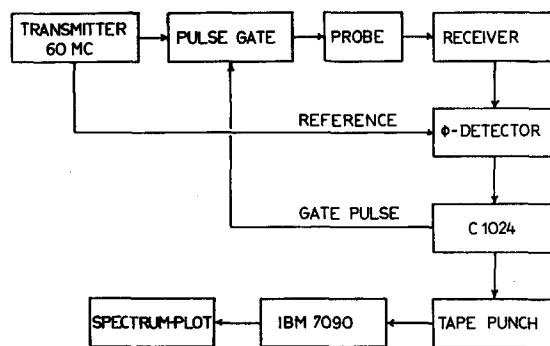 TRANSMITTER
60 MC
PULSE GATE
PROBE
RECEIVER
REFERENCE
Φ-DETECTOR
GATE PULSE
C 1024
SPECTRUM-PLOT
IBM 7090
TAPE PUNCH